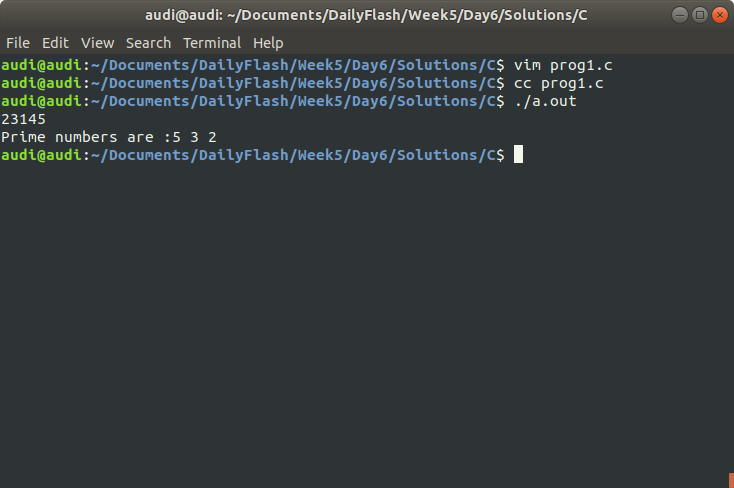 audi@audi: ~/Documents/DailyFlash/Week5/Day6/Solutions/C
File Edit View Search Terminal Help
audi@audi:~/Documents/DailyFlash/Week5/Day6/Solutions/C$ vim prog1.c
audi@audi:~/Documents/DailyFlash/Week5/Day6/Solutions/C$ cc prog1.c
audi@audi:~/Documents/DailyFlash/Week5/Day6/Solutions/C$ ./a.out
23145
Prime numbers are :5 3 2
audi@audi:~/Documents/DailyFlash/Week5/Day6/Solutions/C$